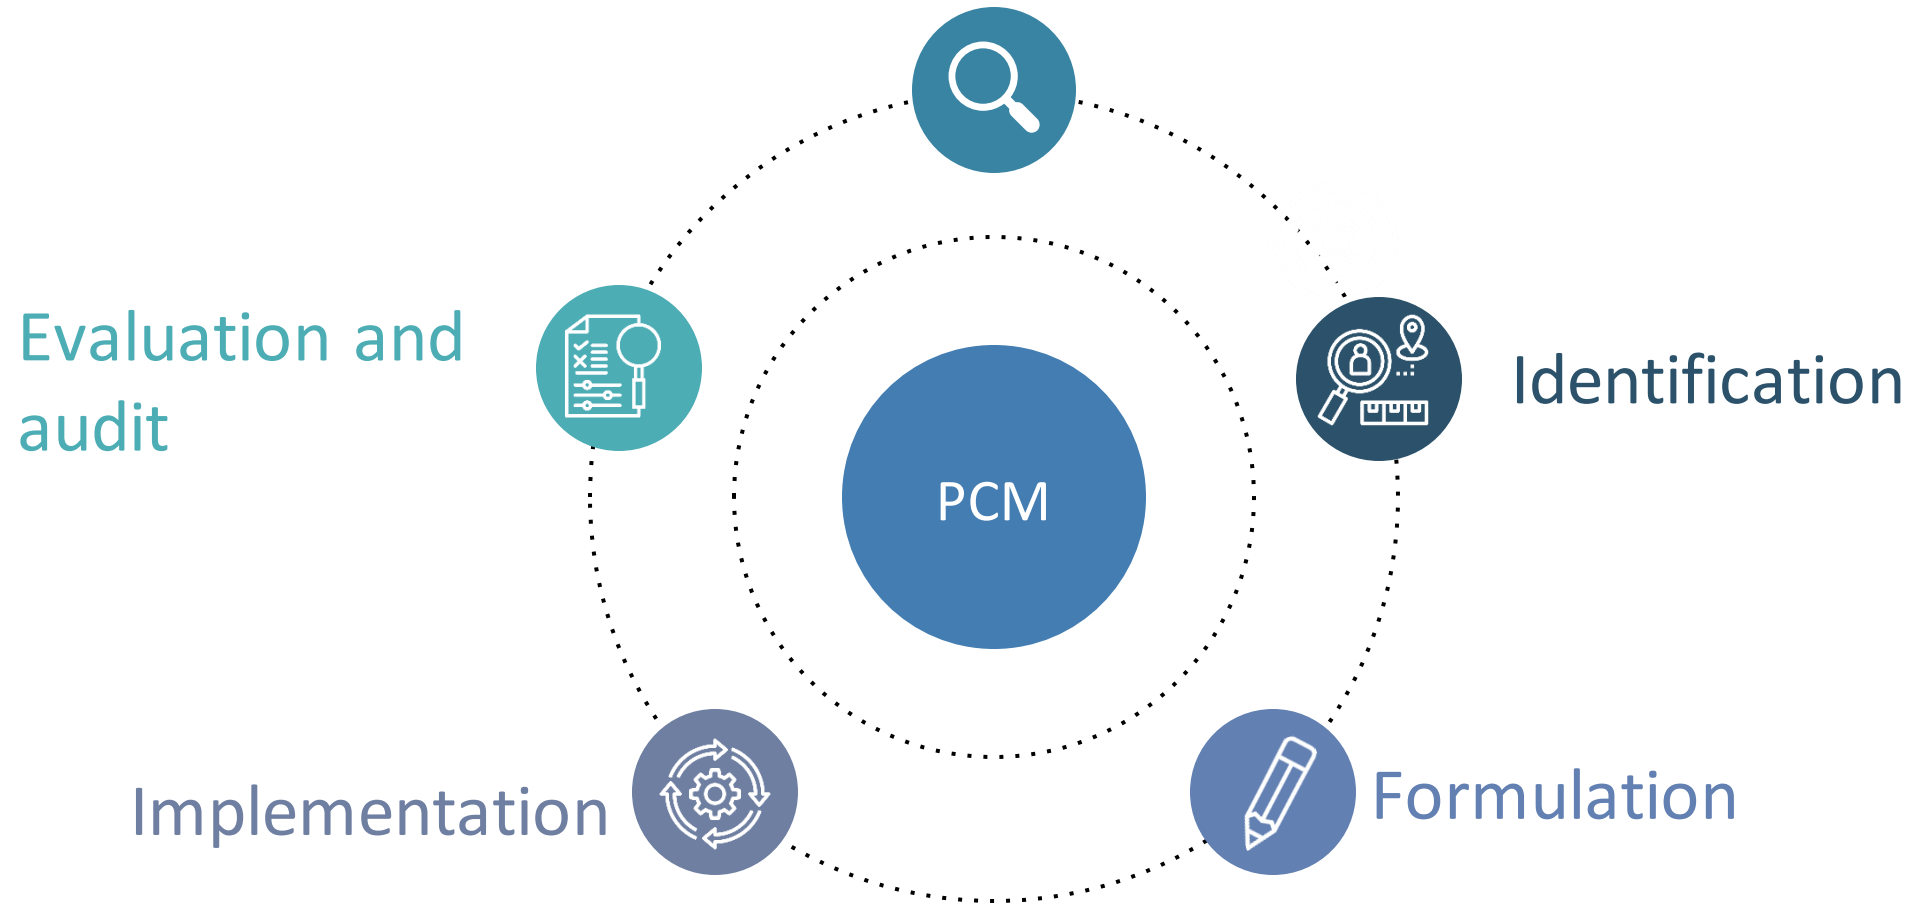 Evaluation and
audit
Identification
PCM
Implementation
Formulation